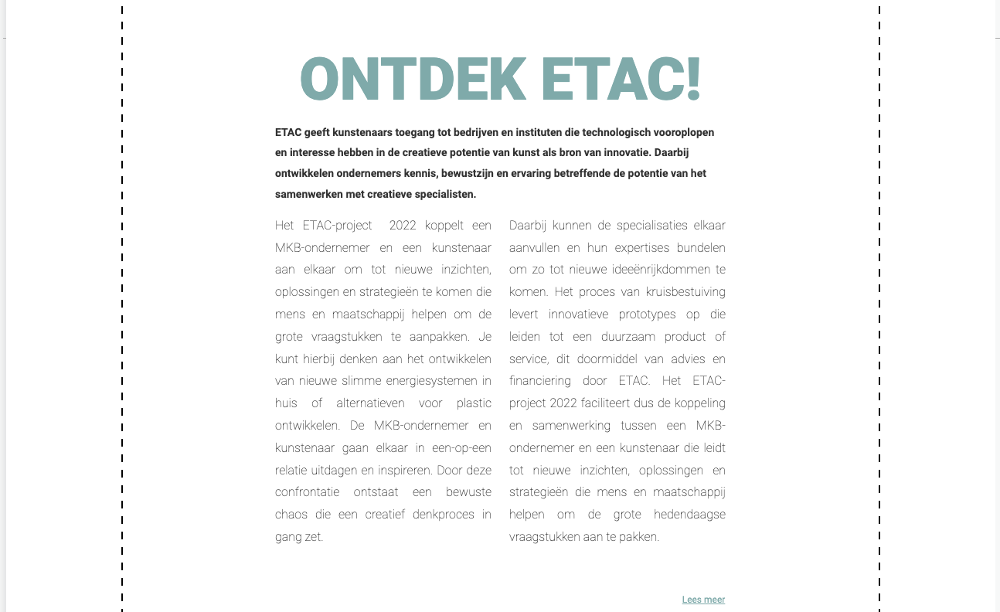 ONTDEK ETAC!
ETAC geeft kunstenaars toegang tot bedrijven en instituten die technologisch vooroplopen
en interesse hebben in de creatieve potentie van kunst als bron van innovatie. Daarbij
ontwikkelen ondernemers kennis, bewustzijn en ervaring betreffende de potentie van het
samenwerken met creatieve specialisten.
Het ETAC-project 2022 koppelt een
MKB-ondernemer en een kunstenaar
aan elkaar om tot nieuwe inzichten,
oplossingen en strategieën te komen die
mens en maatschappij helpen om de
grote vraagstukken te aanpakken. Je
kunt hierbij denken aan het ontwikkelen
van nieuwe slimme energiesystemen in
huis of alternatieven voor plastic
ontwikkelen. De MKB-ondernemer en
kunstenaar gaan elkaar in een-op-een
relatie uitdagen en inspireren. Door deze
confrontatie ontstaat een bewuste
chaos die een creatief denkproces in
gang zet.
Daarbij kunnen de specialisaties elkaar
aanvullen en hun expertises bundelen
om zo tot nieuwe ideeënrijkdommen te
komen. Het proces van kruisbestuiving
levert innovatieve prototypes op die
leiden tot een duurzaam product of
service, dit doormiddel van advies en
financiering door ETAC. Het ETAC-
project 2022 faciliteert dus de koppeling
en samenwerking tussen een MKB-
ondernemer en een kunstenaar die leidt
tot nieuwe inzichten, oplossingen en
strategieën die mens en maatschappij
helpen om de grote hedendaagse
vraagstukken aan te pakken.
Lees meer